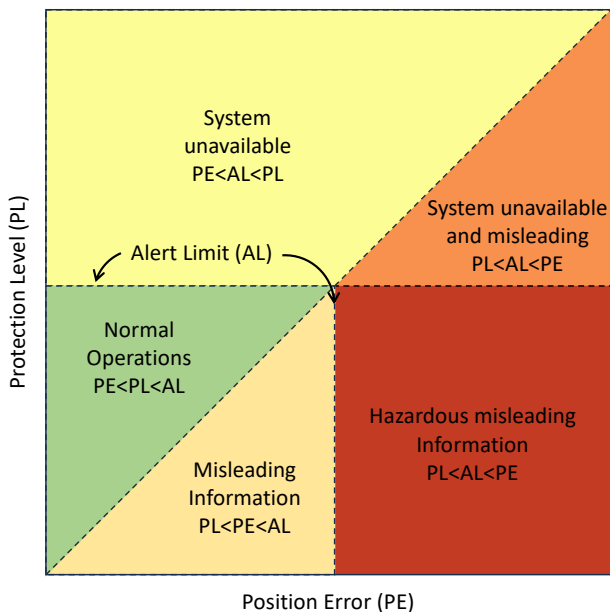 System
unavailable
PE<AL<PL
System unavailable
and misleading
PL<AL<PE
Alert Limit (AL)
Normal
Operations
PE<PL<AL
Hazardous misleading
Information
PL<AL<PE
Misleading
Information
PL<PE<AL
Protection Level (PL)
Position Error (PE)